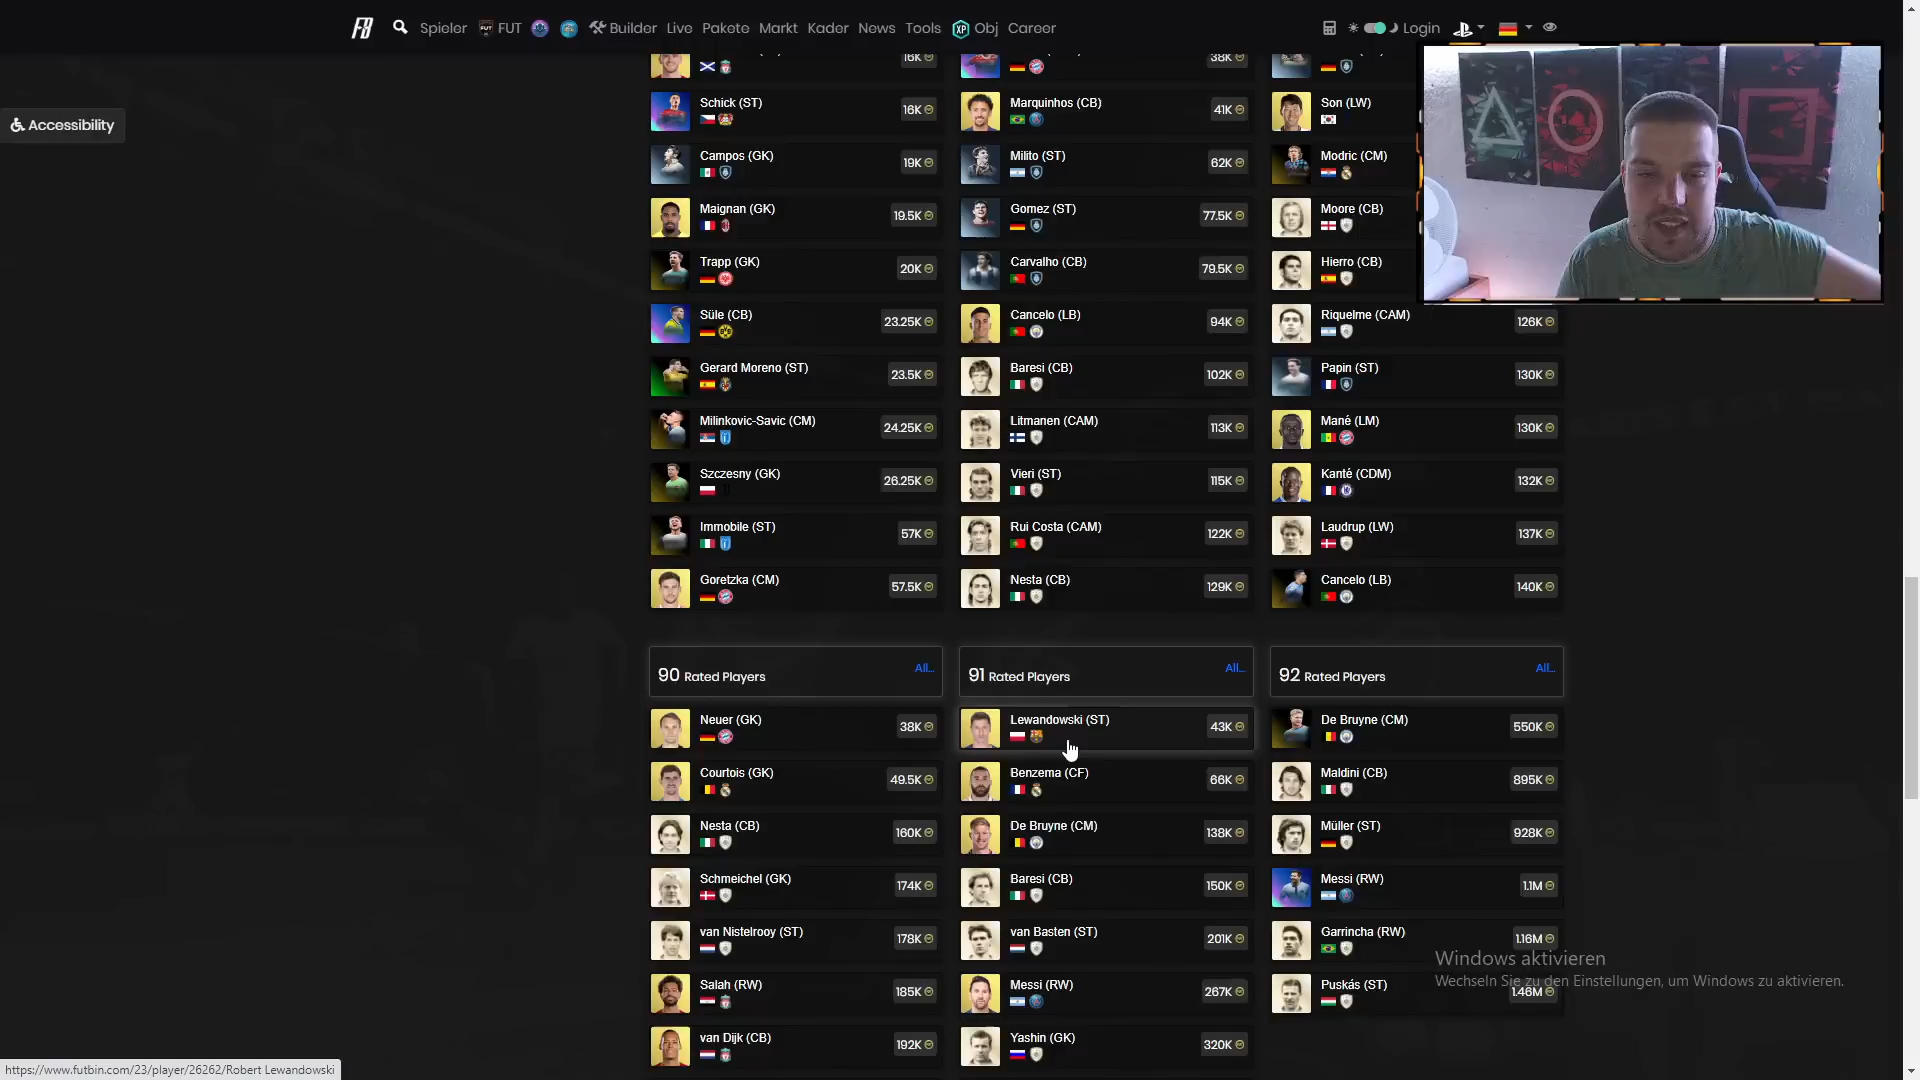 Spieler FUT Builder Live Pakete Markt Kader News Tools XP Obj Career Login
Accessibility
16K
Schick (ST) 16K
Campos (GK) 19K
Maignan (GK) 19.5K
Trapp (GK) 20K
Süle (CB) 23.25K
Gerard Moreno (ST) 23.5K
Milinkovic-Savic (CM) 24.25K
Szczesny (GK) 26.25K
Immobile (ST) 57K
Goretzka (CM) 57.5K
38K
Marquinhos (CB) 41K
Milito (ST) 62K
Gomez (ST) 77.5K
Carvalho (CB) 79.5K
Cancelo (LB) 94K
Baresi (CB) 102K
Litmanen (CAM) 113K
Vieri (ST) 115K
Rui Costa (CAM) 122K
Nesta (CB) 129K
Son (LW)
Modric (CM)
Moore (CB)
Hierro (CB)
Riquelme (CAM) 126K
Papin (ST) 130K
Mané (LM) 130K
Kanté (CDM) 132K
Laudrup (LW) 137K
Cancelo (LB) 140K
90 Rated Players All...
Neuer (GK) 38K
Courtois (GK) 49.5K
Nesta (CB) 160K
Schmeichel (GK) 174K
van Nistelrooy (ST) 178K
Salah (RW) 185K
van Dijk (CB) 192K
91 Rated Players All...
Lewandowski (ST) 43K
Benzema (CF) 66K
De Bruyne (CM) 138K
Baresi (CB) 150K
van Basten (ST) 201K
Messi (RW) 267K
Yashin (GK) 320K
92 Rated Players All...
De Bruyne (CM) 550K
Maldini (CB) 895K
Müller (ST) 928K
Messi (RW) 1.1M
Garrincha (RW) 1.16M
Puskás (ST) 1.46M
Windows aktivieren
Wechseln Sie zu den Einstellungen, um Windows zu aktivieren.
https://www.futbin.com/23/player/26262/Robert Lewandowski